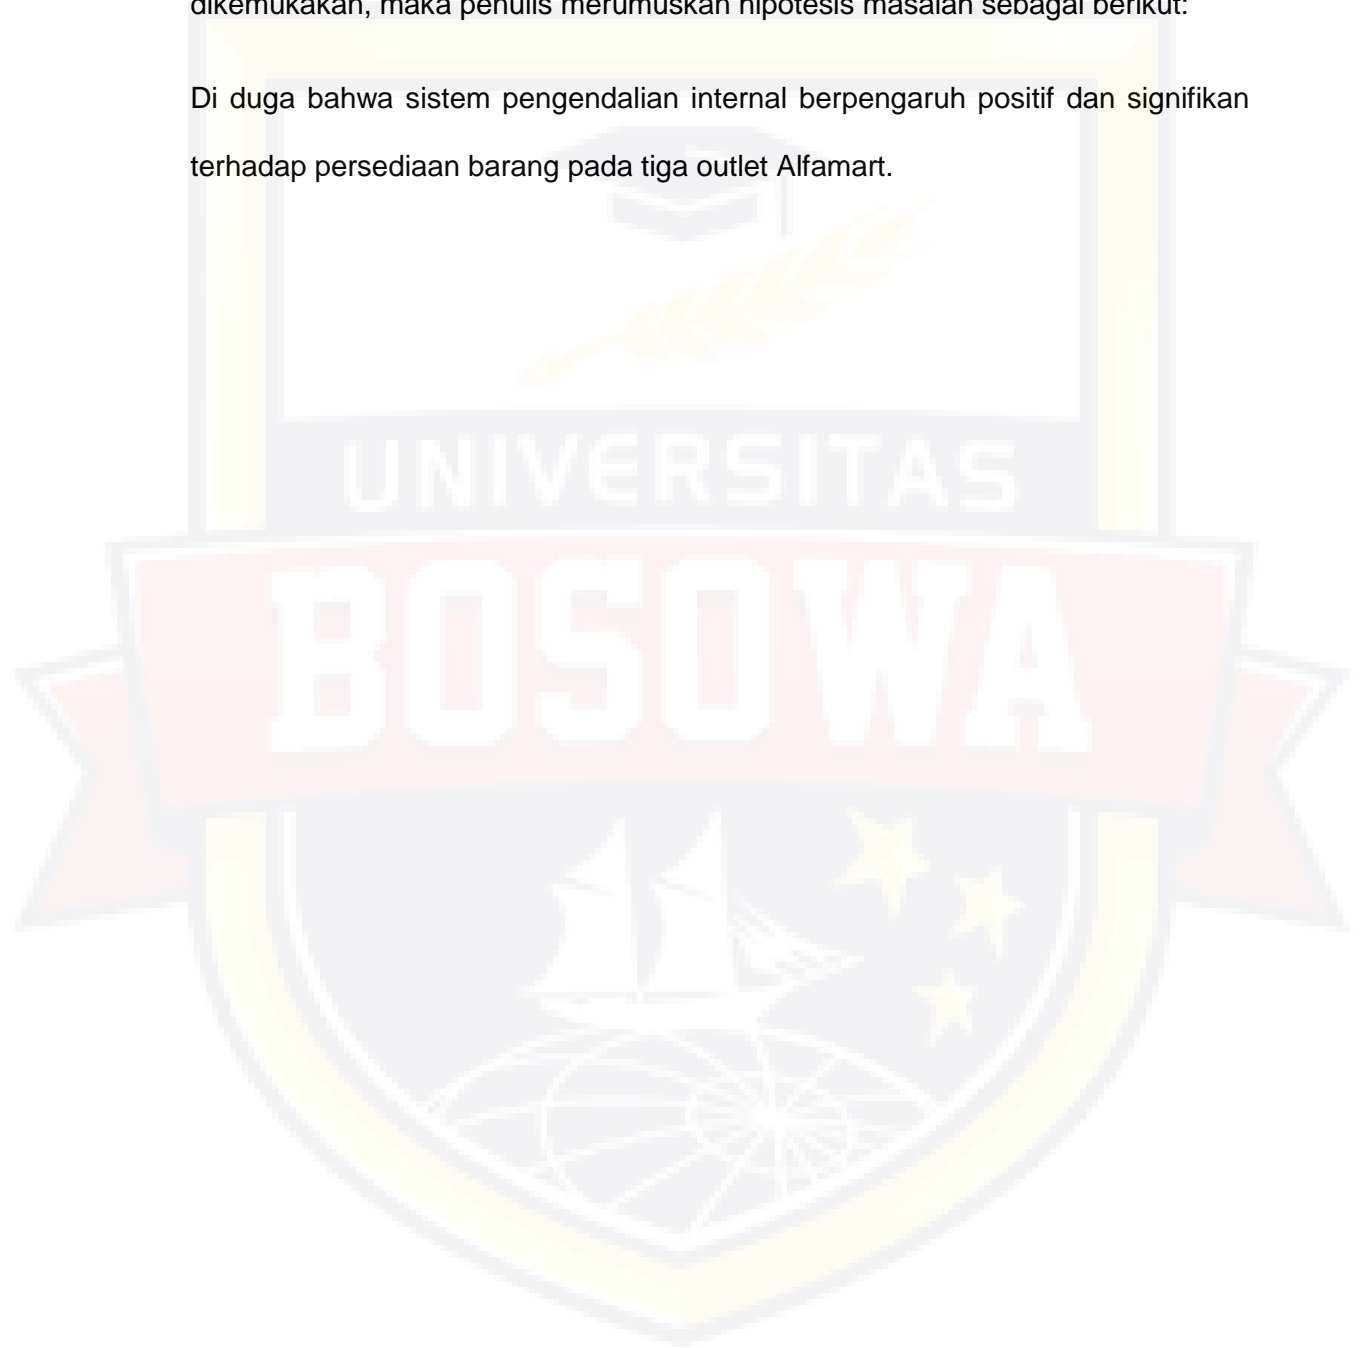 dikemukakan, maka penulis merumuskan hipotesis masalah sebagai berikut:
Di duga bahwa sistem pengendalian internal berpengaruh positif dan signifikan
terhadap persediaan barang pada tiga outlet Alfamart.
UNIVERSITAS
BOSOWA